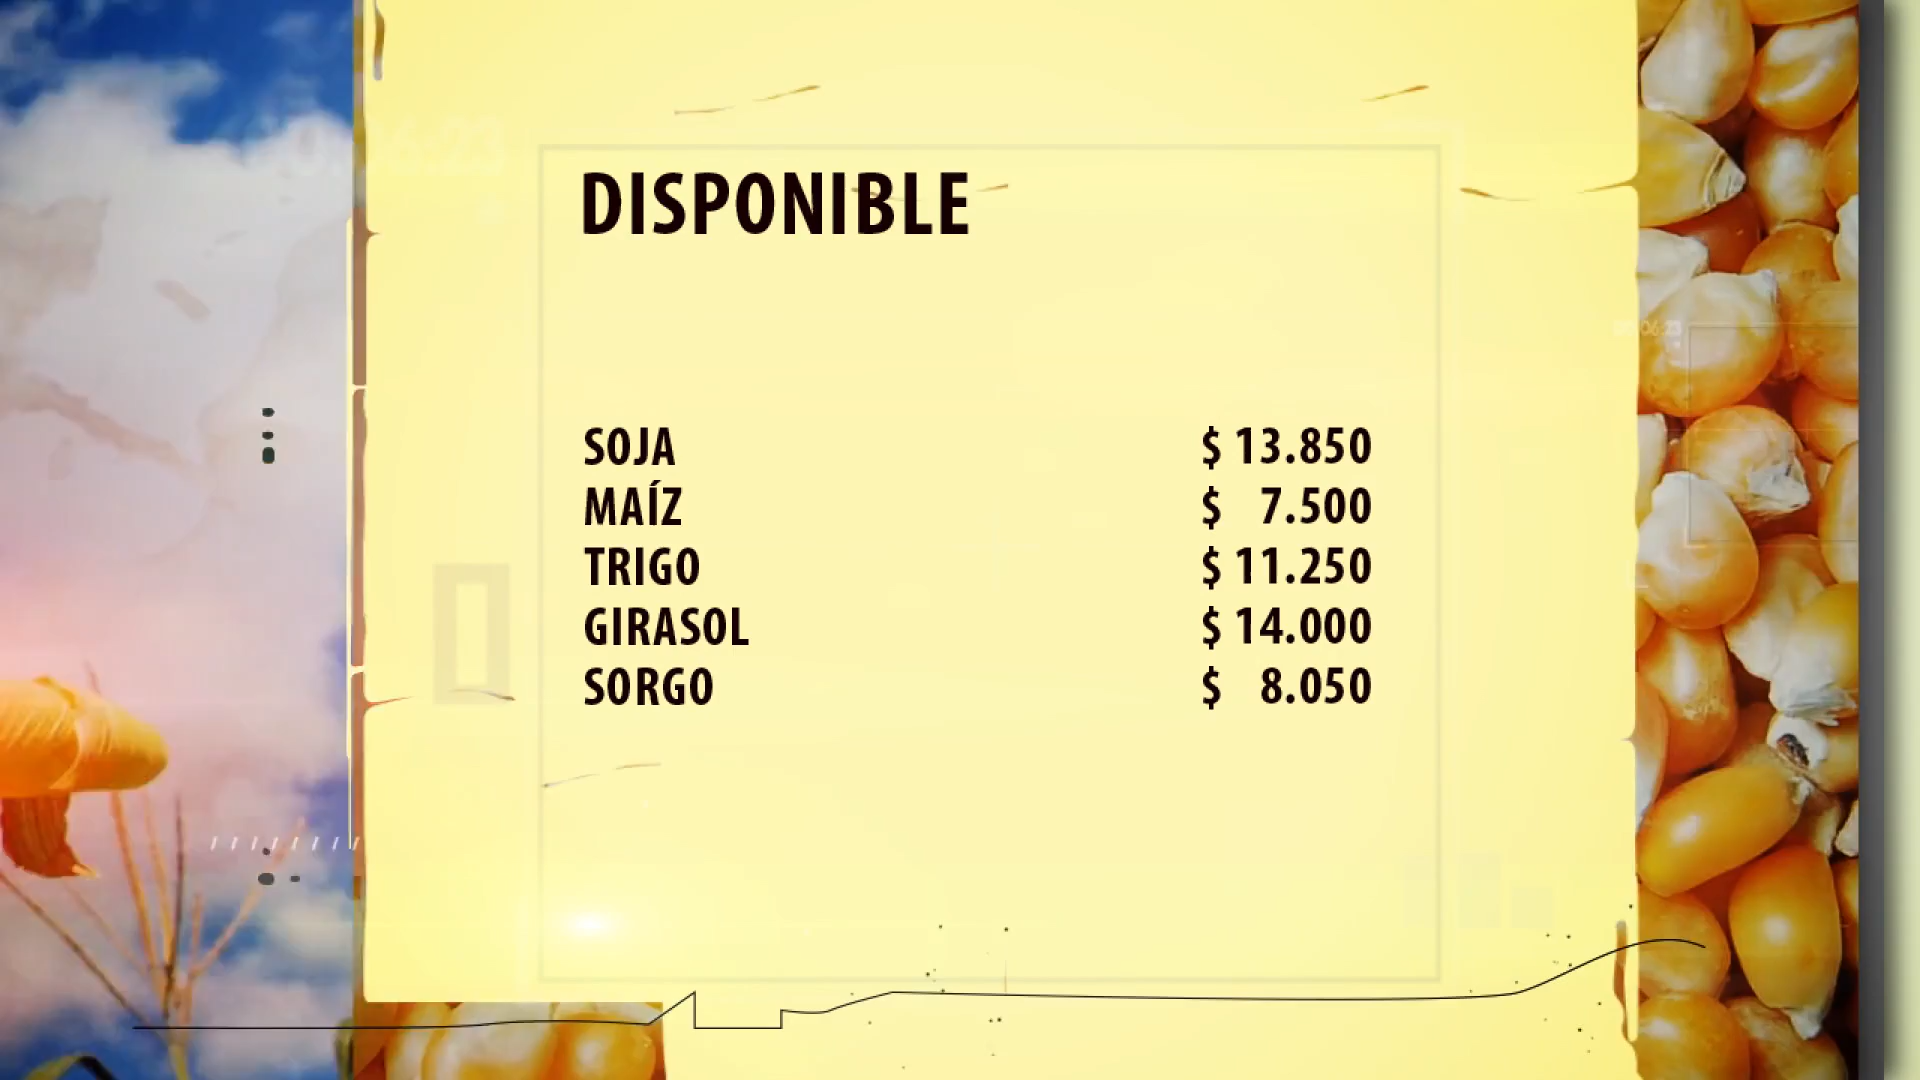 DISPONIBLE
SOJA $ 13.850
MAÍZ $ 7.500
TRIGO $ 11.250
GIRASOL $ 14.000
SORGO $ 8.050